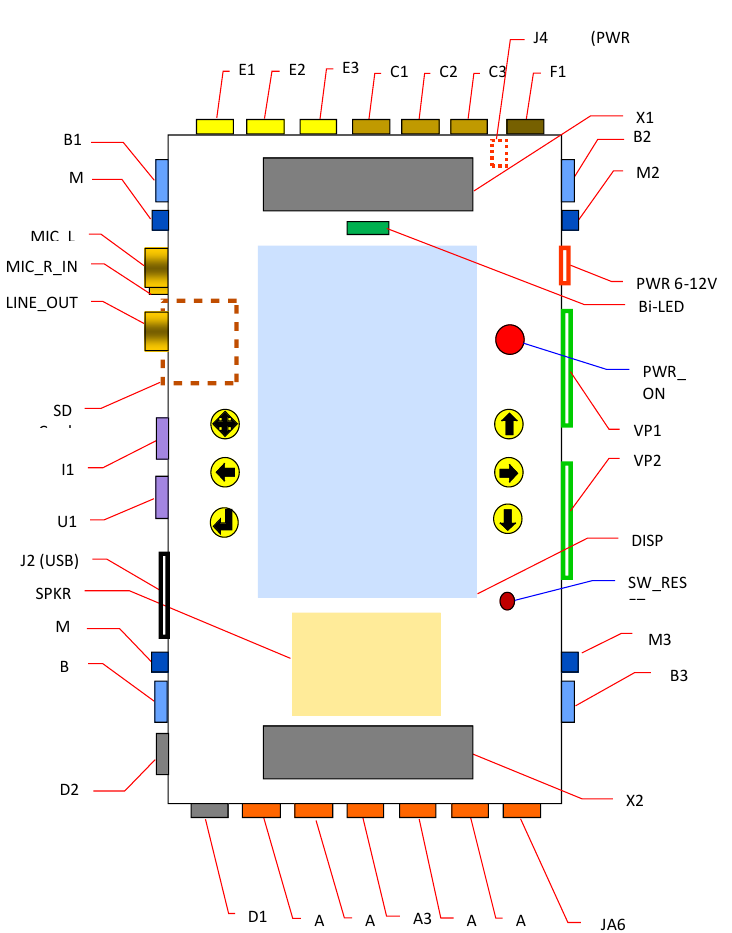 J4 (PWR
E1 E2 E3 C1 C2 C3 F1
X1
B1
B2
M
M2
MIC_L
MIC_R_IN
PWR 6-12V
LINE_OUT
Bi-LED
PWR_
ON
SD
VP1
I1
VP2
U1
DISP
J2 (USB)
SW_RES
SPKR
M
M3
B
B3
D2
X2
D1 A A A3 A A JA6